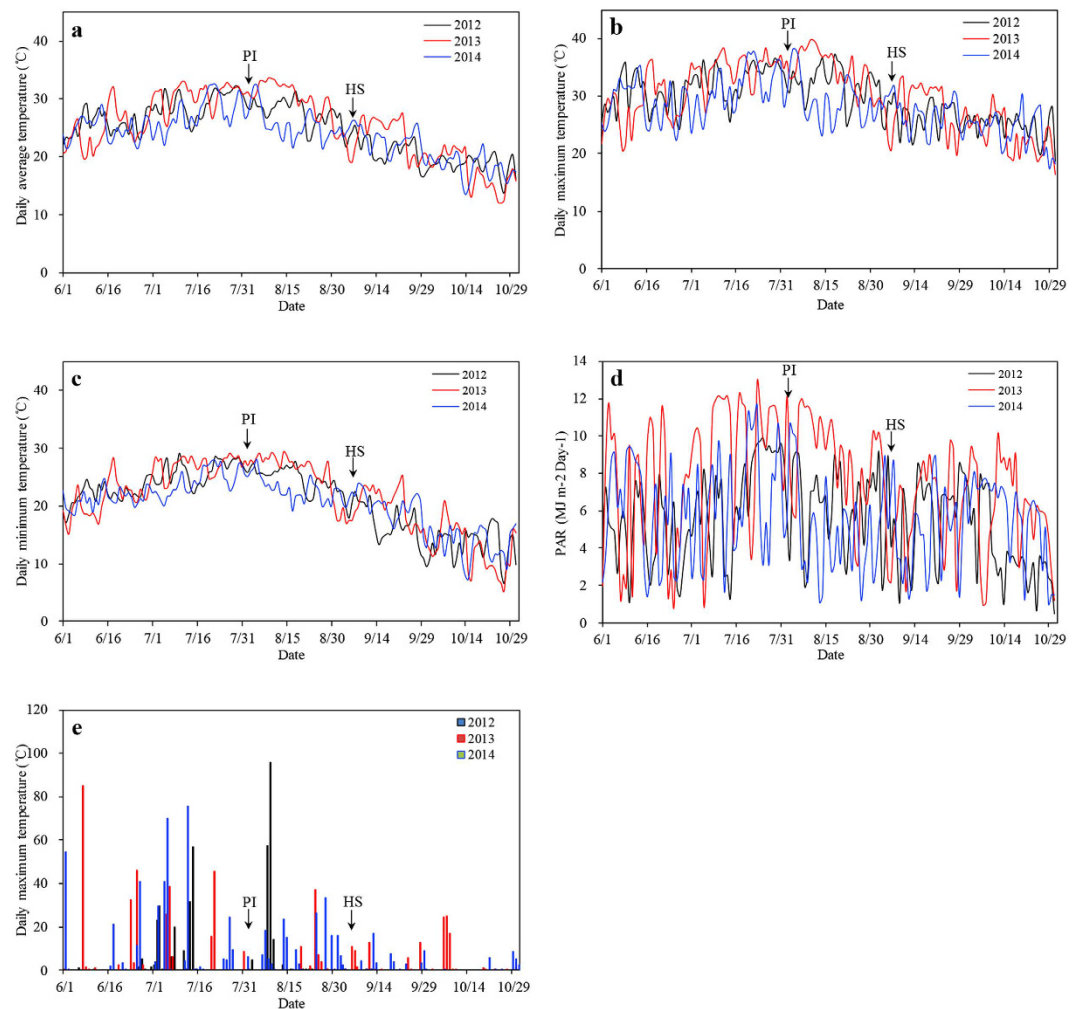 a
2012
2013
2014
PI
HS
Daily average temperature (℃)
40
30
20
10
0
6/1 6/16 7/1 7/16 7/31 8/15 8/30 9/14 9/29 10/14 10/29
Date
b
2012
2013
2014
PI
HS
Daily maximum temperature (℃)
40
30
20
10
0
6/1 6/16 7/1 7/16 7/31 8/15 8/30 9/14 9/29 10/14 10/29
Date
c
2012
2013
2014
PI
HS
Daily minimum temperature (℃)
40
30
20
10
0
6/1 6/16 7/1 7/16 7/31 8/15 8/30 9/14 9/29 10/14 10/29
Date
d
2012
2013
2014
PI
HS
PAR (MJ m-2 Day-1)
14
12
10
8
6
4
2
0
6/1 6/16 7/1 7/16 7/31 8/15 8/30 9/14 9/29 10/14 10/29
Date
e
2012
2013
2014
PI
HS
Daily maximum temperature (℃)
120
100
80
60
40
20
0
6/1 6/16 7/1 7/16 7/31 8/15 8/30 9/14 9/29 10/14 10/29
Date